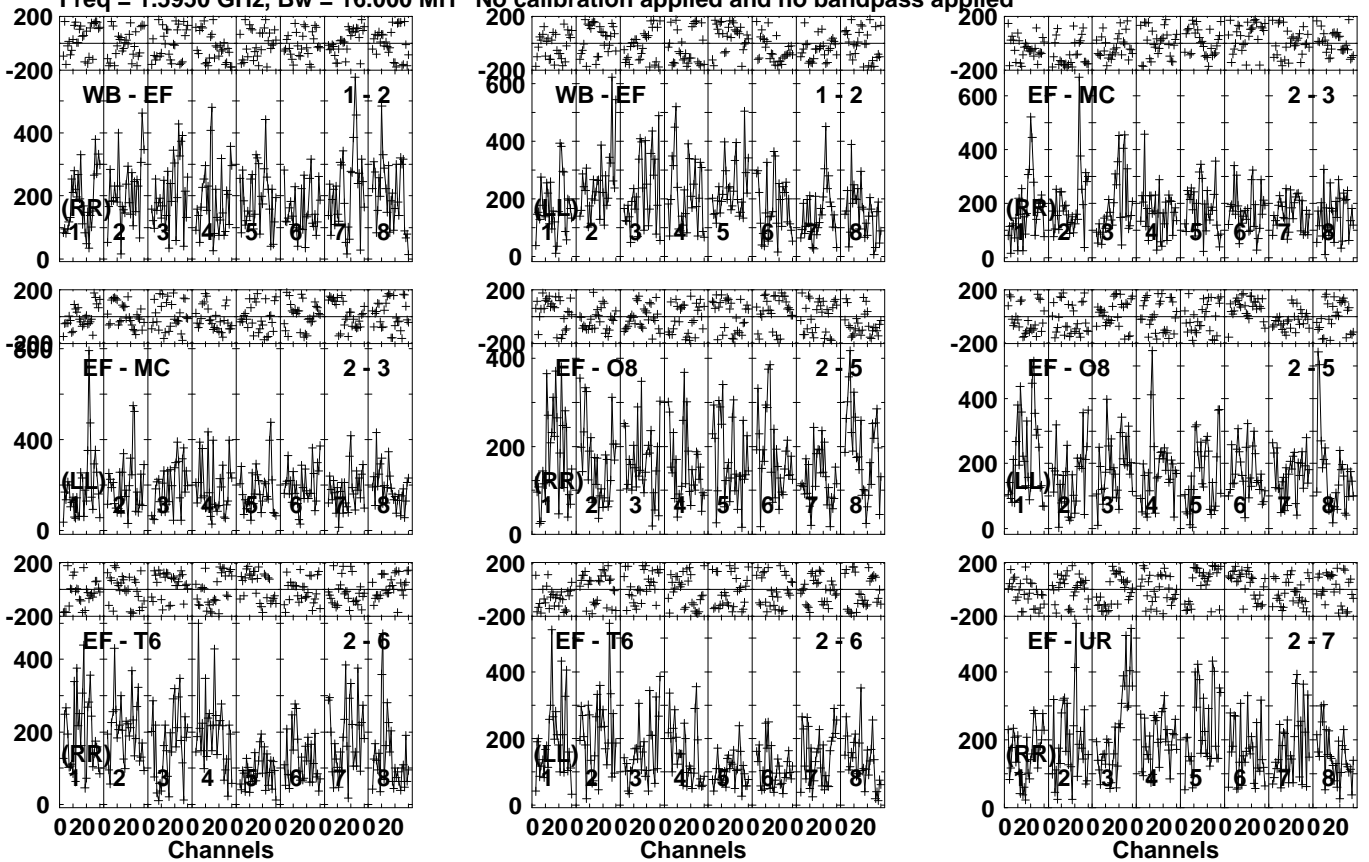 Freq = 1.5950 GHz, Bw = 16.000 MH No calibration applied and no bandpass applied
200 200 200
-200 -200 -200
WB - EF 1 - 2 WB - EF 1 - 2 EF - MC 2 - 3
600 600
400 400 400
200 200 200
(RR) (LL) (RR)
1 2 3 4 5 6 7 8 1 2 3 4 5 6 7 8 1 2 3 4 5 6 7 8
0 0 0
200 200 200
-200 -200 -200
800
EF - MC 2 - 3 EF - O8 2 - 5 EF - O8 2 - 5
400 400 400
200 200
(LL) (RR) (LL)
1 2 3 4 5 6 7 8 1 2 3 4 5 6 7 8 1 2 3 4 5 6 7 8
0 0 0
200 200 200
-200 -200 -200
EF - T6 2 - 6 EF - T6 2 - 6 EF - UR 2 - 7
400 400 400
200 200 200
(RR) (LL) (RR)
1 2 3 4 5 6 7 8 1 2 3 4 5 6 7 8 1 2 3 4 5 6 7 8
0 0 0
0 20 0 20 0 20 0 20 0 20 0 20 0 20 0 20 0 20 0 20 0 20 0 20 0 20 0 20 0 20 0 20 0 20 0 20 0 20 0 20 0 20 0 20 0 20 0 20
Channels Channels Channels